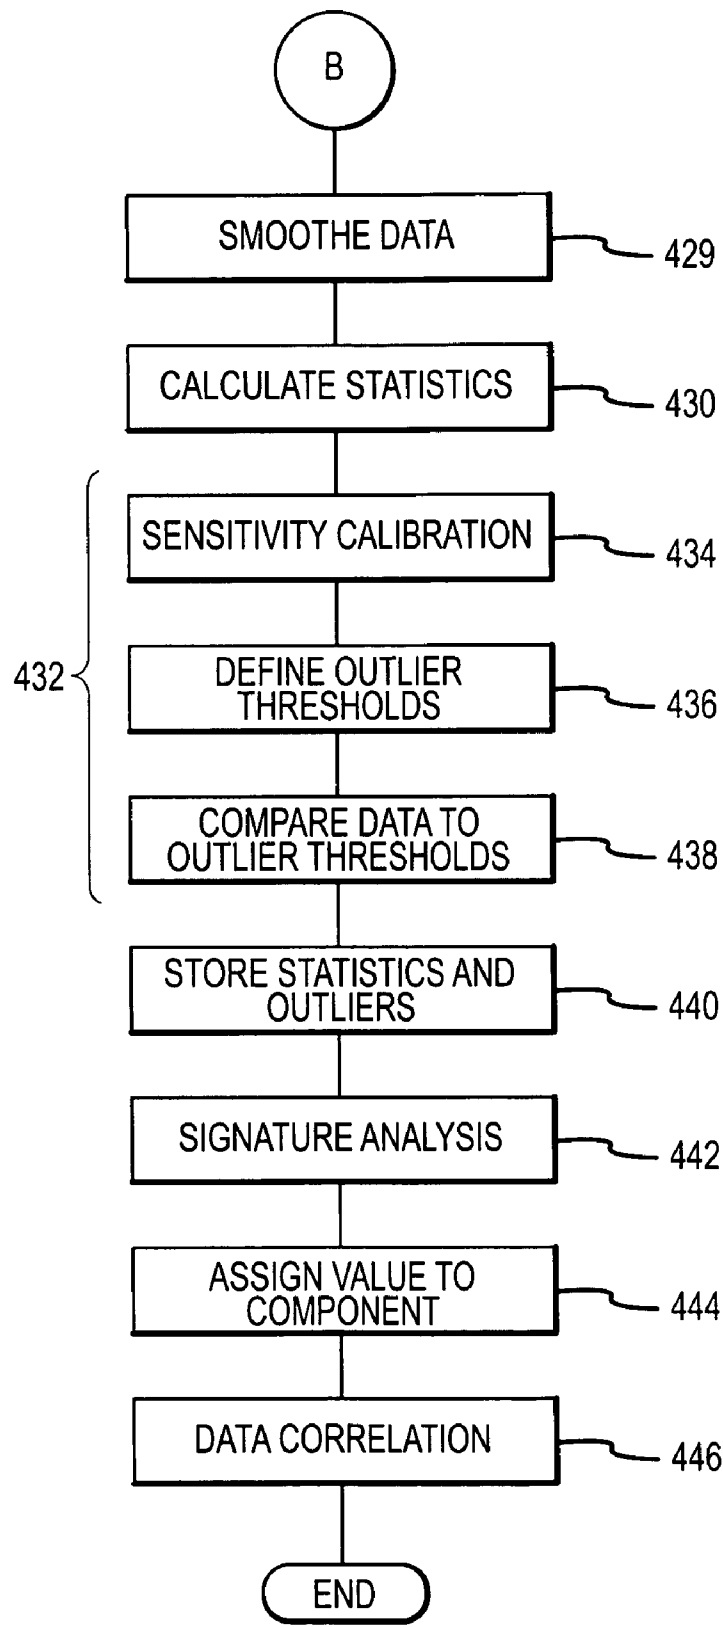 B
SMOOTHE DATA
429
CALCULATE STATISTICS
430
SENSITIVITY CALIBRATION
434
432
DEFINE OUTLIER
THRESHOLDS
436
COMPARE DATA TO
OUTLIER THRESHOLDS
438
STORE STATISTICS AND
OUTLIERS
440
SIGNATURE ANALYSIS
442
ASSIGN VALUE TO
COMPONENT
444
DATA CORRELATION
446
END